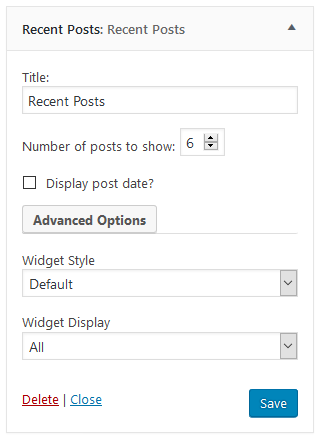 Recent Posts: Recent Posts
Title:
Recent Posts
Number of posts to show: 6
Display post date?
Advanced Options
Widget Style
Default
Widget Display
All
Delete | Close
Save